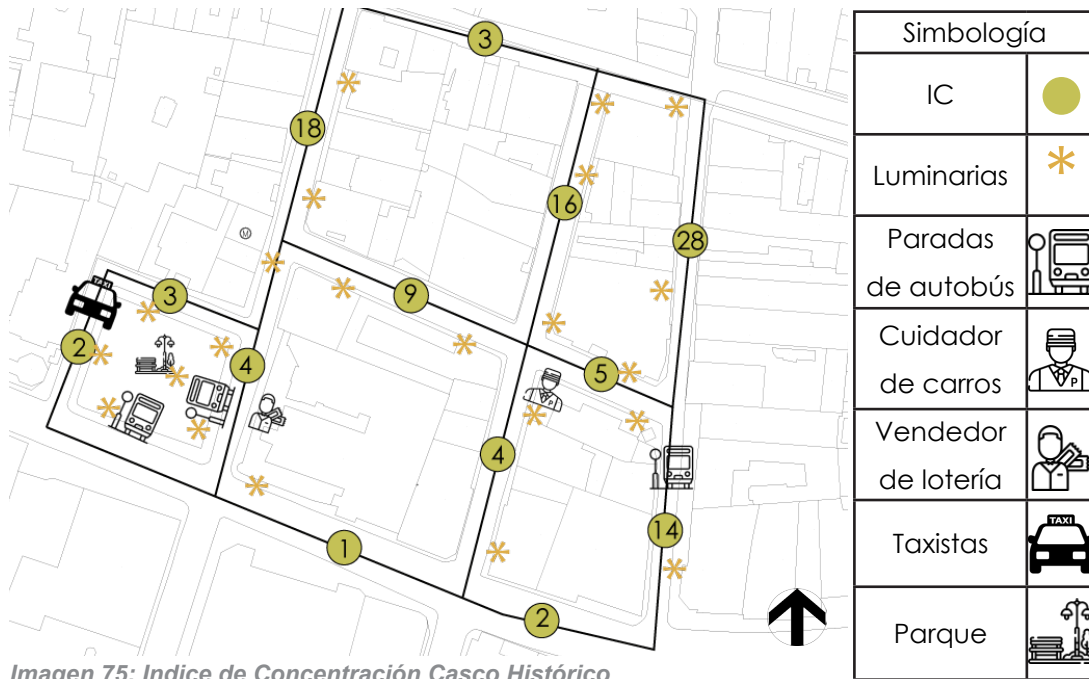 3
18
16
28
9
3
2
4
5
4
14
1
2
M
P
Simbología
IC
Luminarias
Paradas
de autobús
Cuidador
de carros
P
Vendedor
de lotería
Taxistas
TAXI
Parque
Imagen 75: Indice de Concentración Casco Histórico